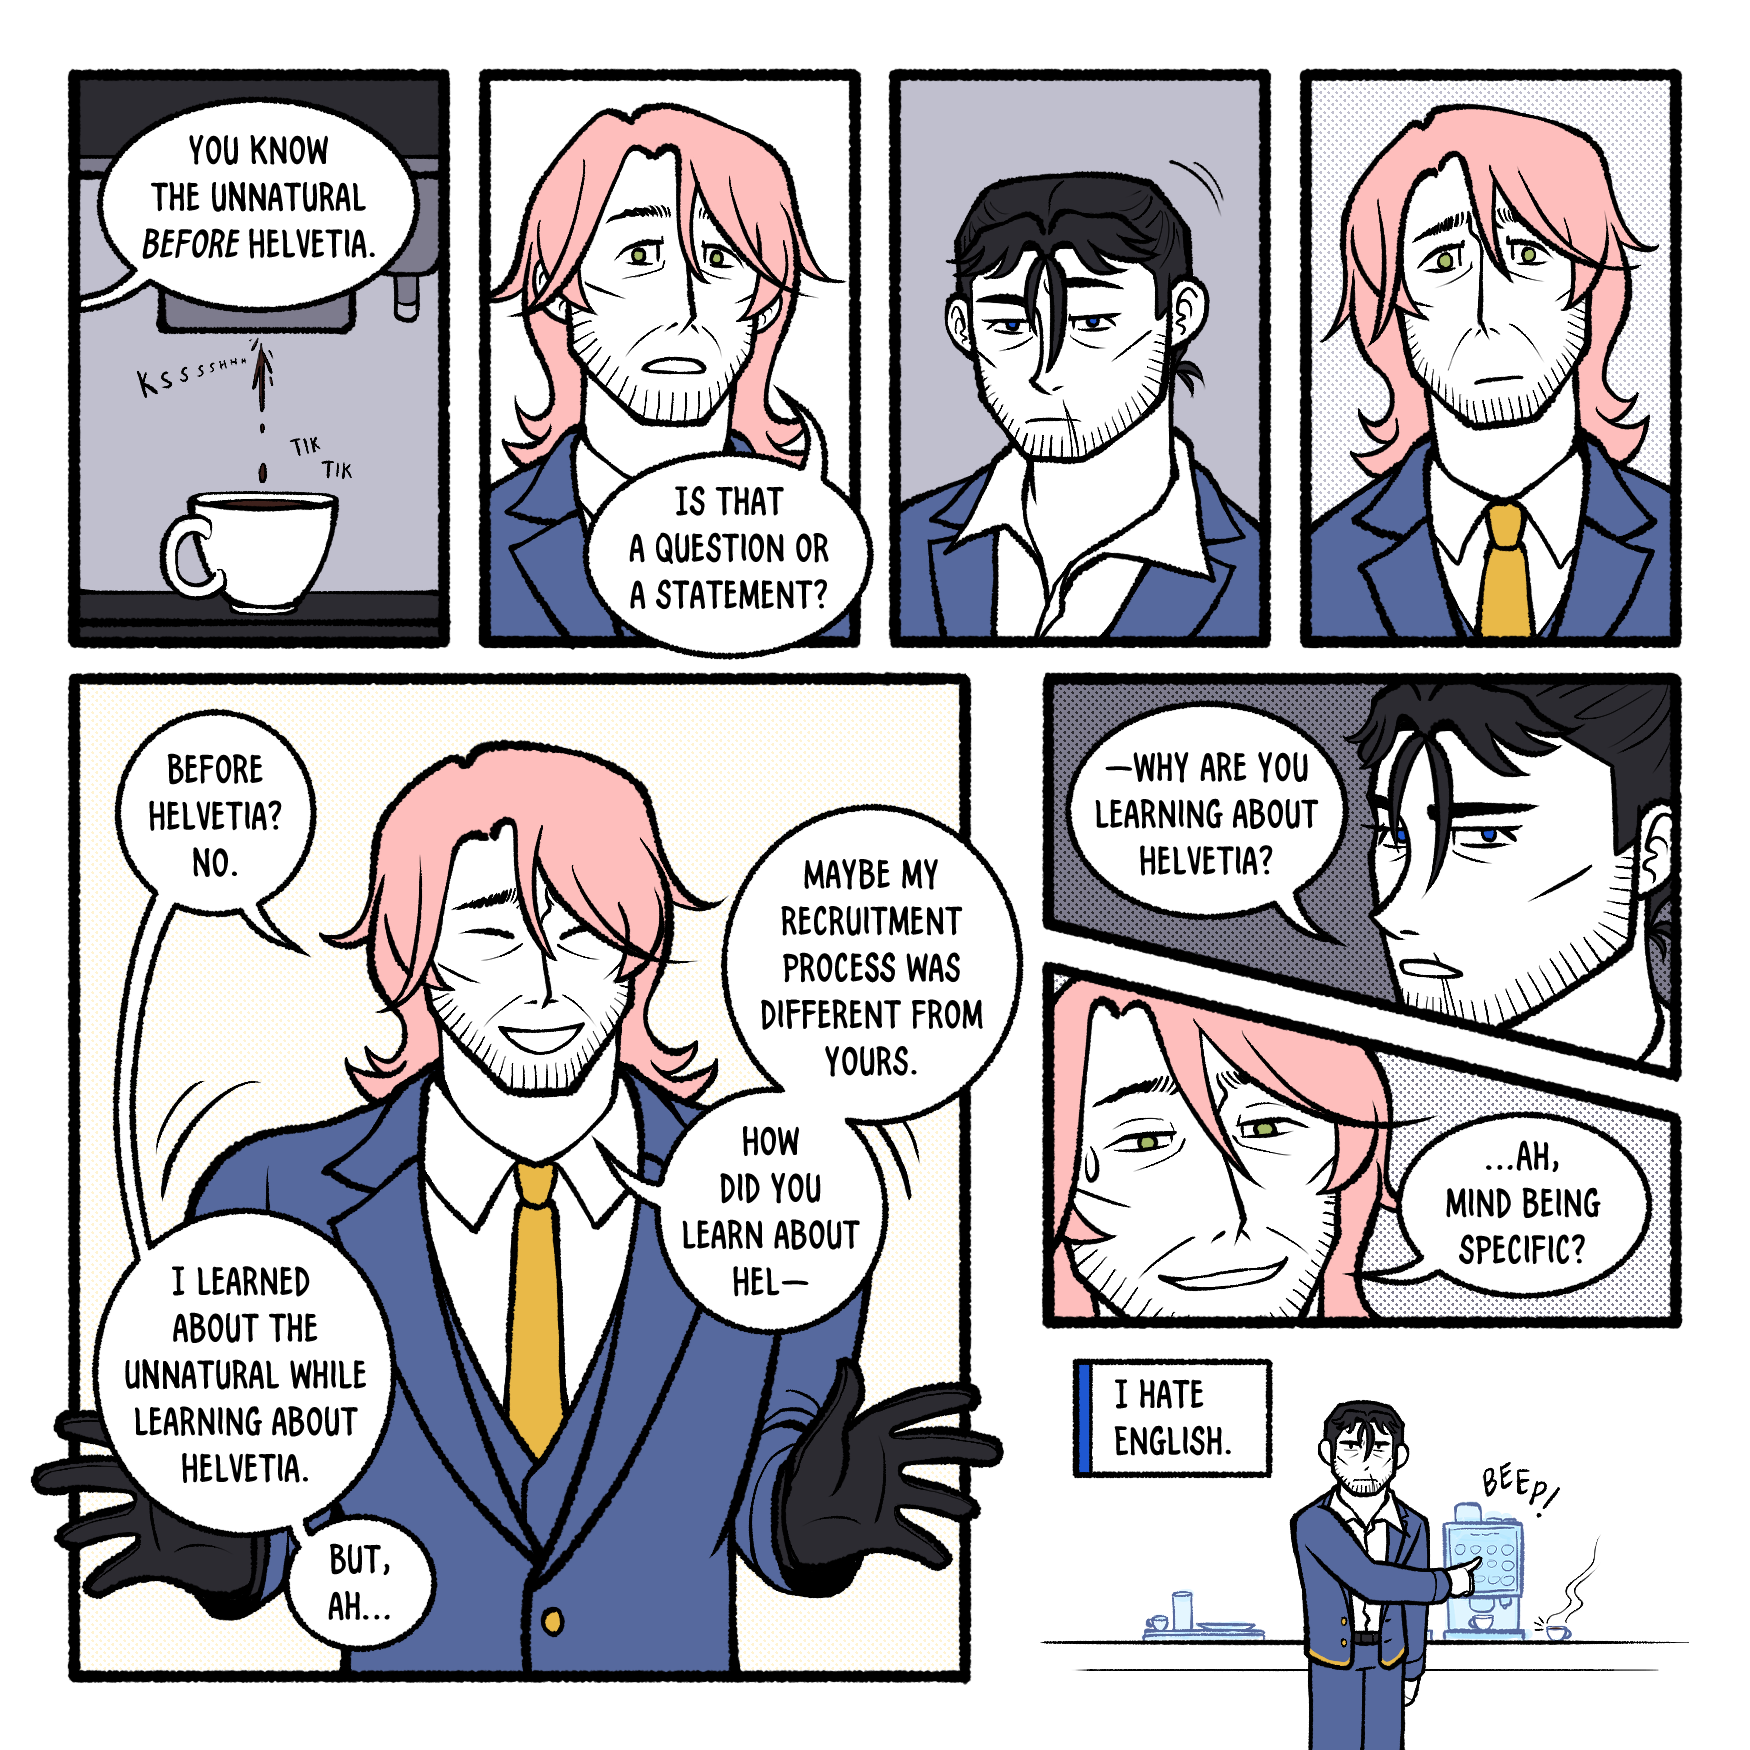 YOU KNOW
THE UNNATURAL
BEFORE HELVETIA.
KSSSSHHH
TIK
TIK
IS THAT
A QUESTION OR
A STATEMENT?
BEFORE
HELVETIA?
NO.
I LEARNED
ABOUT THE
UNNATURAL WHILE
LEARNING ABOUT
HELVETIA.
BUT,
AH...
MAYBE MY
RECRUITMENT
PROCESS WAS
DIFFERENT FROM
YOURS.
HOW
DID YOU
LEARN ABOUT
HEL—
—WHY ARE YOU
LEARNING ABOUT
HELVETIA?
...AH,
MIND BEING
SPECIFIC?
I HATE
ENGLISH.
BEEP!